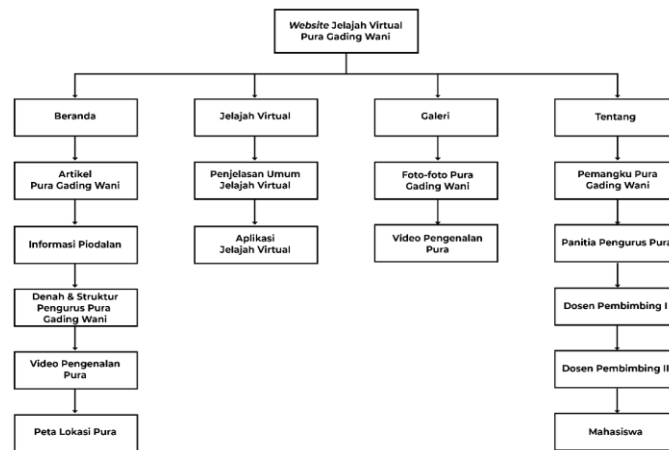 Website Jelajah Virtual
Pura Gading Wani
Beranda
Jelajah Virtual
Galeri
Tentang
Artikel
Pura Gading Wani
Penjelasan Umum
Jelajah Virtual
Foto-foto Pura
Gading Wani
Pemangku Pura
Gading Wani
Informasi Piodalan
Aplikasi
Jelajah Virtual
Video Pengenalan
Pura
Panitia Pengurus Pura
Denah & Struktur
Pengurus Pura
Gading Wani
Dosen Pembimbing I
Video Pengenalan
Pura
Dosen Pembimbing II
Peta Lokasi Pura
Mahasiswa